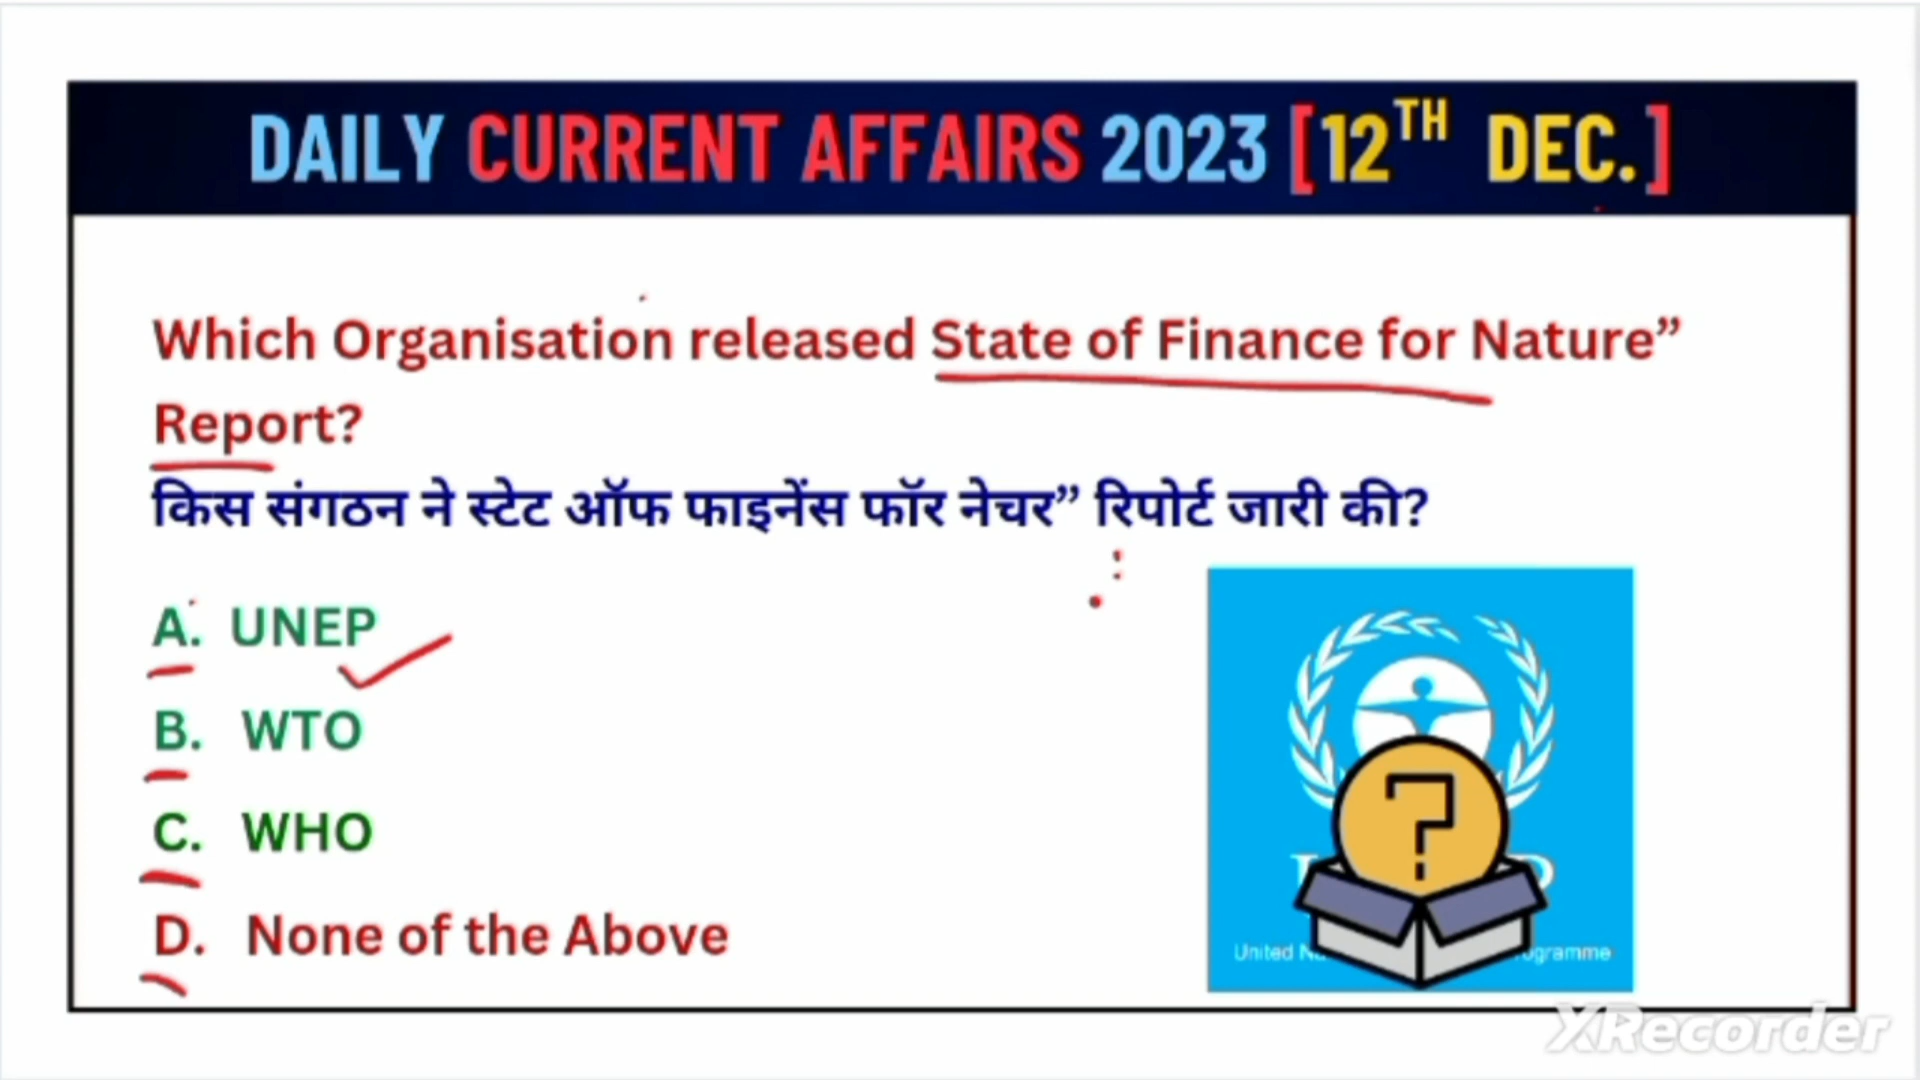 DAILY CURRENT AFFAIRS 2023 [12TH DEC.]
Which Organisation released State of Finance for Nature”
Report?
किस संगठन ने स्टेट ऑफ फाइनेंस फॉर नेचर” रिपोर्ट जारी की?
A. UNEP
B. WTO
C. WHO
D. None of the Above
United
XRecorder